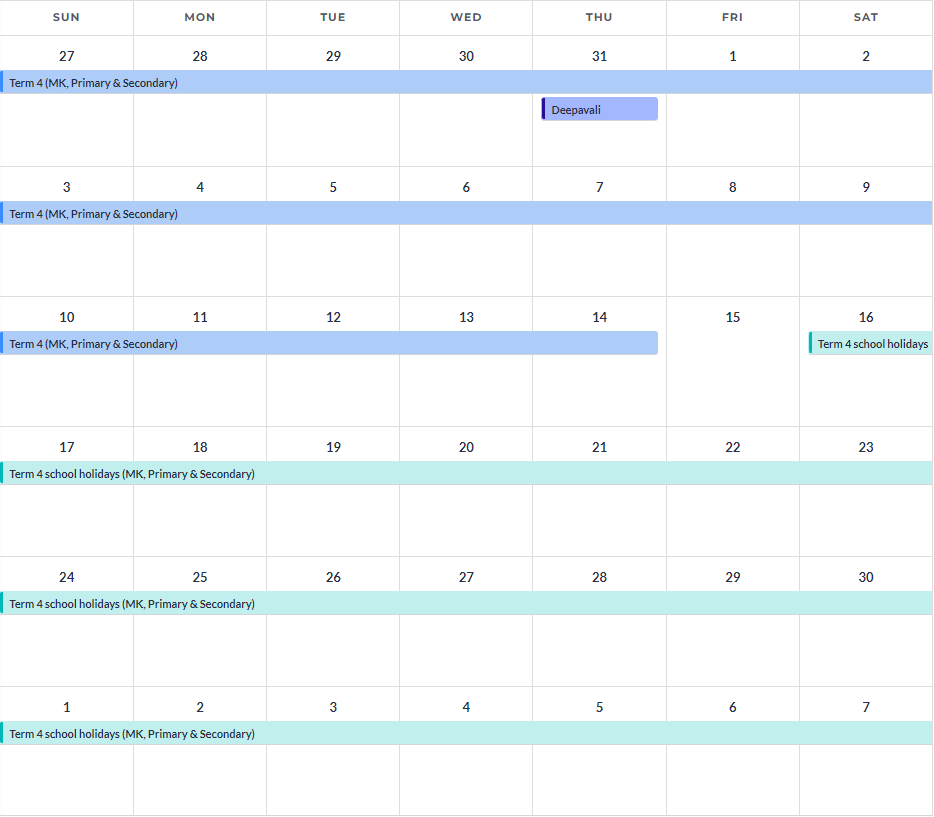 SUN MON TUE WED THU FRI SAT
27 28 29 30 31 1 2
Term 4 (MK, Primary & Secondary)
Deepavali
3 4 5 6 7 8 9
Term 4 (MK, Primary & Secondary)
10 11 12 13 14 15 16
Term 4 (MK, Primary & Secondary) Term 4 school holidays
17 18 19 20 21 22 23
Term 4 school holidays (MK, Primary & Secondary)
24 25 26 27 28 29 30
Term 4 school holidays (MK, Primary & Secondary)
1 2 3 4 5 6 7
Term 4 school holidays (MK, Primary & Secondary)